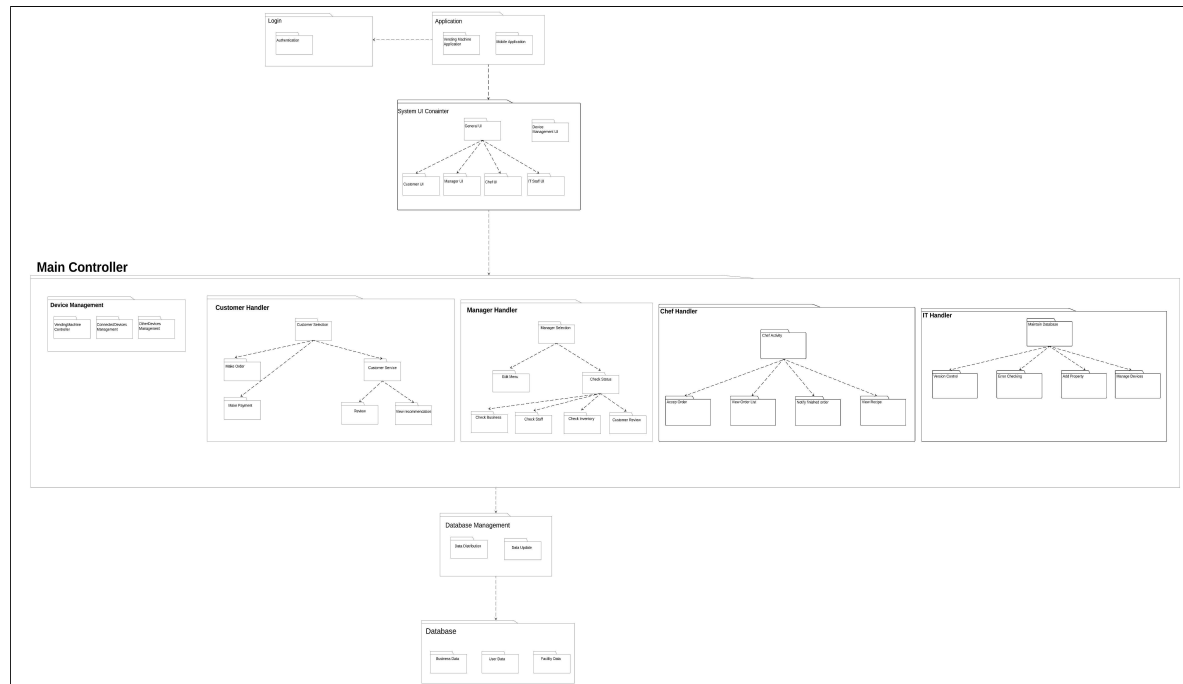 Login
Application
Authentication
Vending Machine
Application
Mobile Application
System UI Conainter
General UI
Device
Management UI
Customer UI
Manager UI
Chef UI
IT Staff UI
Main Controller
Device Management
VendingMachine
Controller
ConnectedDevices
Management
OtherDevices
Management
Customer Handler
Customer Selection
Make Order
Customer Service
Make Payment
Review
View recommendation
Manager Handler
Manager Selection
Edit Menu
Check Status
Check Business
Check Staff
Check Inventory
Customer Review
Chef Handler
Chef Activity
Accept Order
View Order List
Notify finished order
View Recipe
IT Handler
Maintain Database
Version Control
Error Checking
Add Property
Manage Devices
Database Management
Data Distribution
Data Update
Database
Business Data
User Data
Facility Data